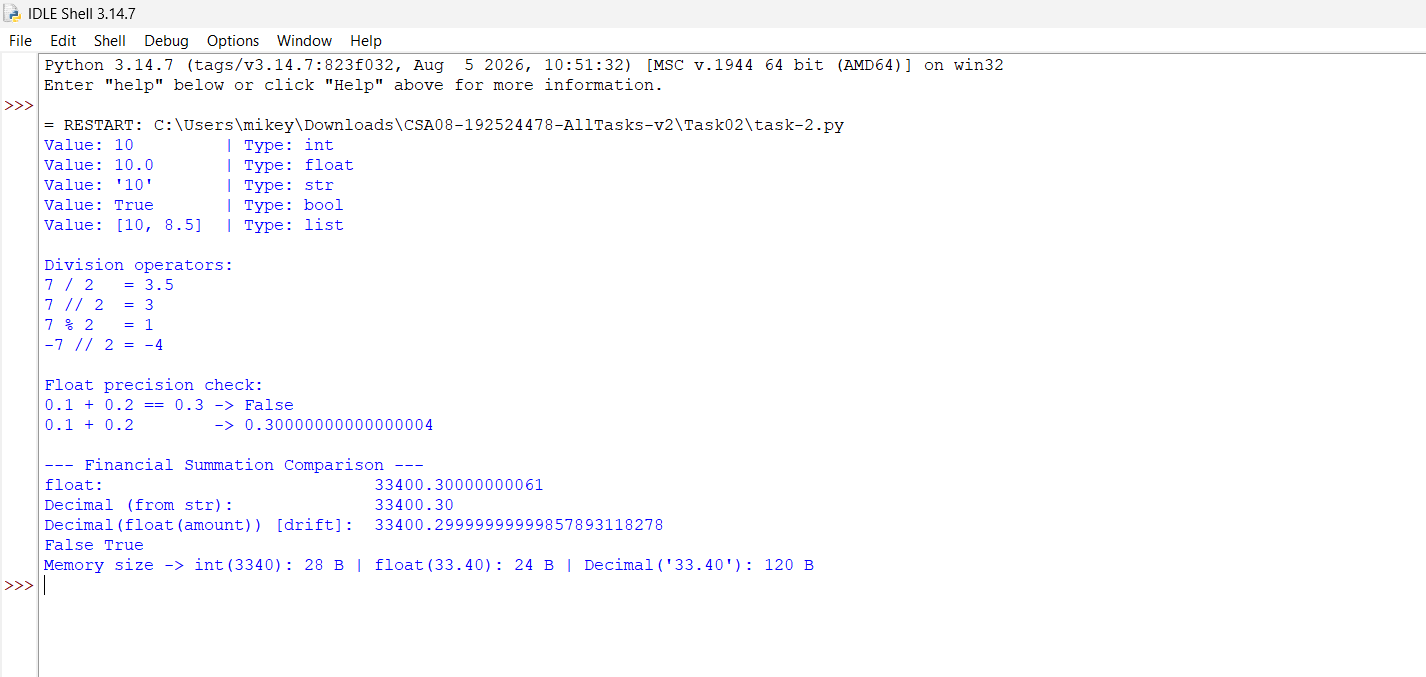 IDLE Shell 3.14.7
File Edit Shell Debug Options Window Help
Python 3.14.7 (tags/v3.14.7:823f032, Aug  5 2026, 10:51:32) [MSC v.1944 64 bit (AMD64)] on win32
Enter "help" below or click "Help" above for more information.
>>>
= RESTART: C:\Users\mikey\Downloads\CSA08-192524478-AllTasks-v2\Task02\task-2.py
Value: 10         | Type: int
Value: 10.0       | Type: float
Value: '10'       | Type: str
Value: True       | Type: bool
Value: [10, 8.5]  | Type: list

Division operators:
7 / 2   = 3.5
7 // 2  = 3
7 % 2   = 1
-7 // 2 = -4

Float precision check:
0.1 + 0.2 == 0.3 -> False
0.1 + 0.2        -> 0.30000000000000004

--- Financial Summation Comparison ---
float:                           33400.30000000061
Decimal (from str):              33400.30
Decimal(float(amount)) [drift]:  33400.29999999999857893118278
False True
Memory size -> int(3340): 28 B | float(33.40): 24 B | Decimal('33.40'): 120 B
>>>